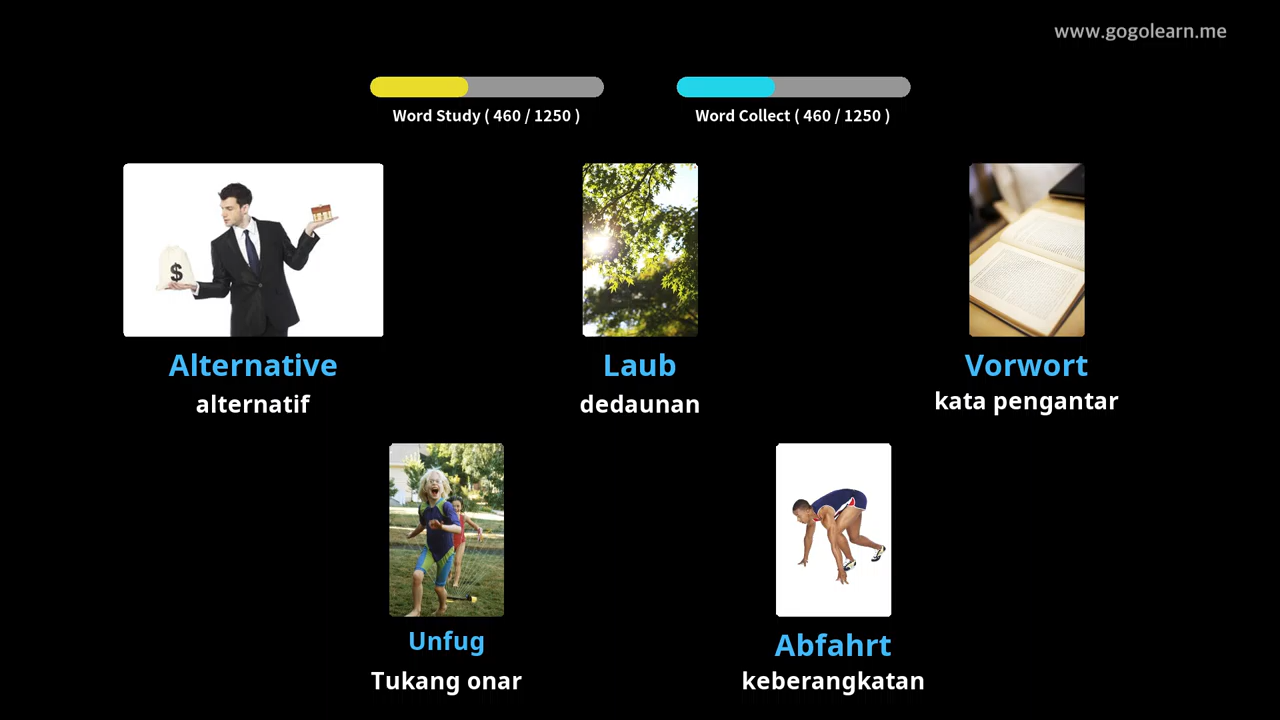 www.gogolearn.me
Word Study ( 460 / 1250 )
Word Collect ( 460 / 1250 )
$
Alternative
alternatif
Laub
dedaunan
Vorwort
kata pengantar
Unfug
Tukang onar
Abfahrt
keberangkatan